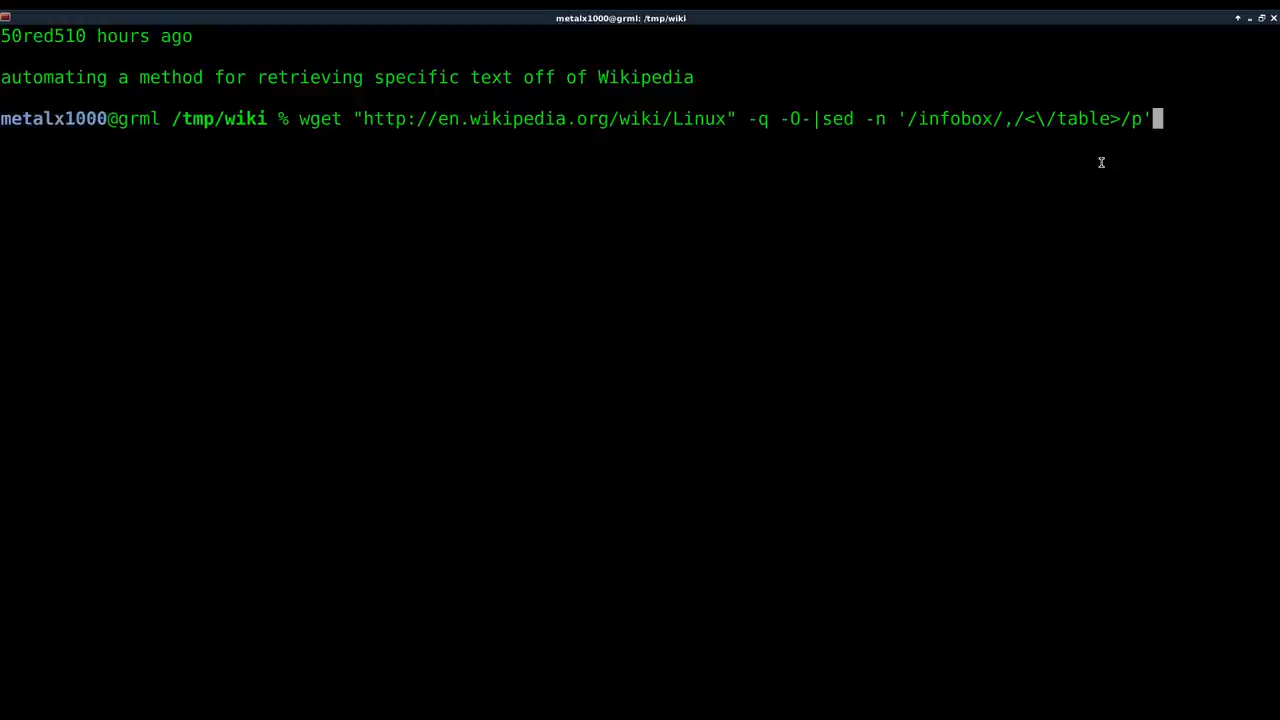 metalx1000@grml: /tmp/wiki
50red510 hours ago
automating a method for retrieving specific text off of Wikipedia
metalx1000@grml /tmp/wiki % wget "http://en.wikipedia.org/wiki/Linux" -q -O-|sed -n '/infobox/,/<\/table>/p'